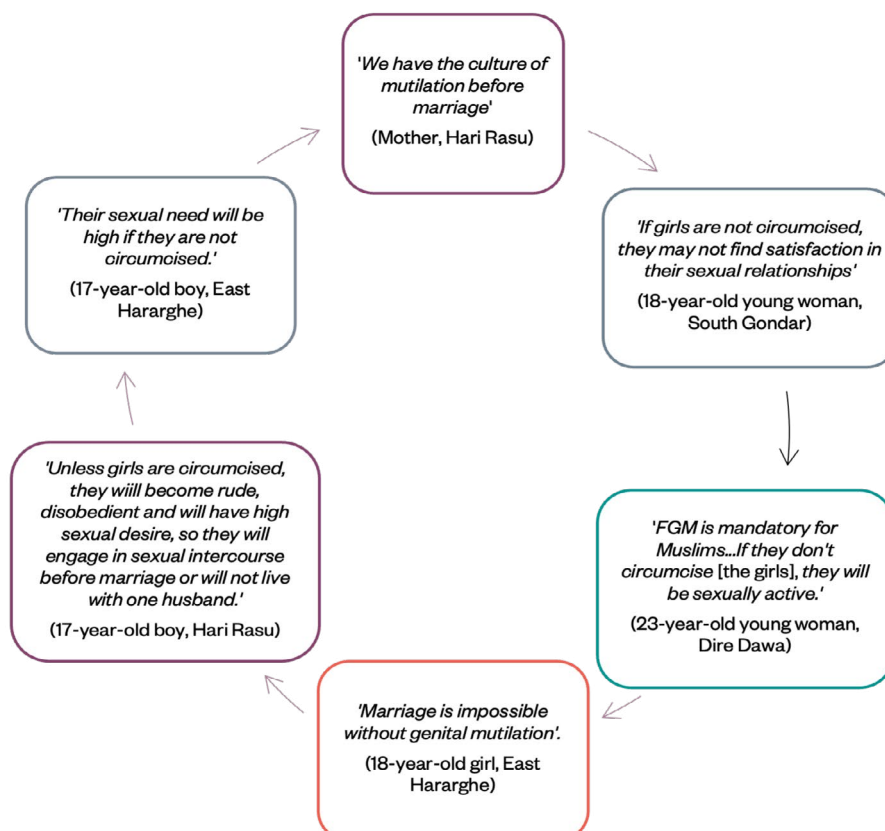 'We have the culture of
mutilation before
marriage'
(Mother, Hari Rasu)
'If girls are not circumcised,
they may not find satisfaction in
their sexual relationships'
(18-year-old young woman,
South Gondar)
'FGM is mandatory for
Muslims...If they don't
circumcise [the girls], they will
be sexually active.'
(23-year-old young woman,
Dire Dawa)
'Marriage is impossible
without genital mutilation'.
(18-year-old girl, East
Hararghe)
'Unless girls are circumcised,
they wiill become rude,
disobedient and will have high
sexual desire, so they will
engage in sexual intercourse
before marriage or will not live
with one husband.'
(17-year-old boy, Hari Rasu)
'Their sexual need will be
high if they are not
circumcised.'
(17-year-old boy, East
Hararghe)